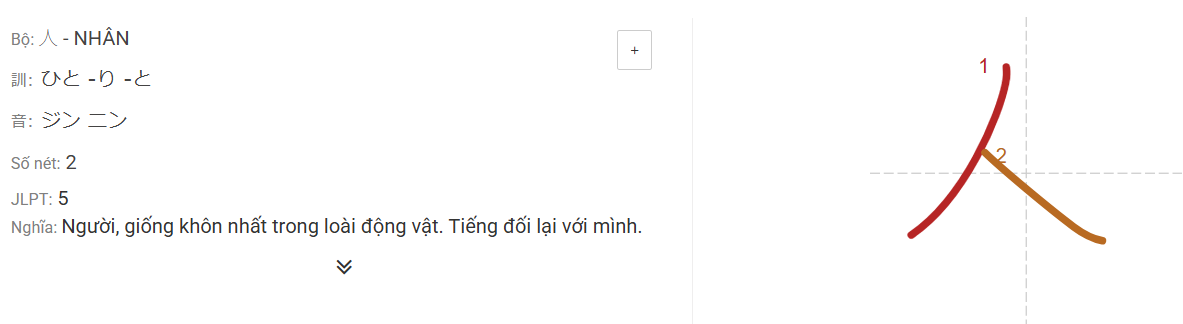 Bộ: 人 - NHÂN
+
訓: ひと -り -と
音: ジン ニン
Số nét: 2
JLPT: 5
Nghĩa: Người, giống khôn nhất trong loài động vật. Tiếng đối lại với mình.
1
2